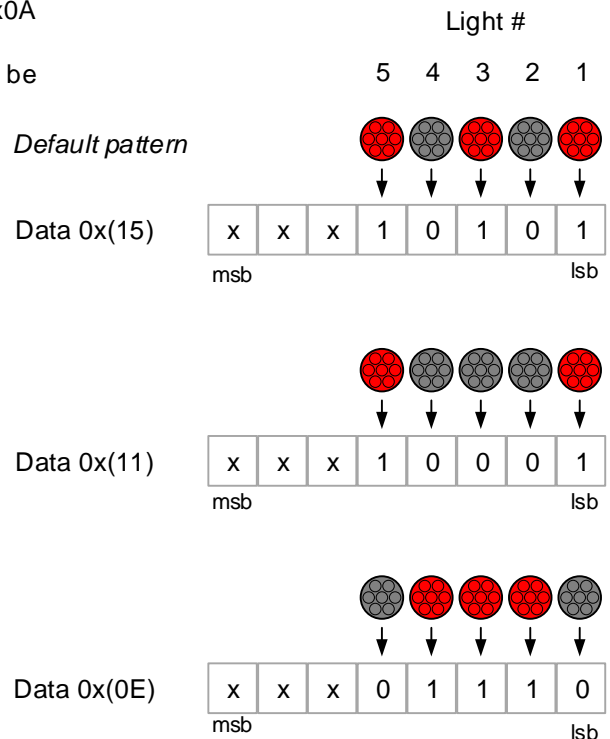 x0A
Light #
be
5 4 3 2 1
Default pattern
Data 0x(15) x x x 1 0 1 0 1
msb lsb
Data 0x(11) x x x 1 0 0 0 1
msb lsb
Data 0x(0E) x x x 0 1 1 1 0
msb lsb